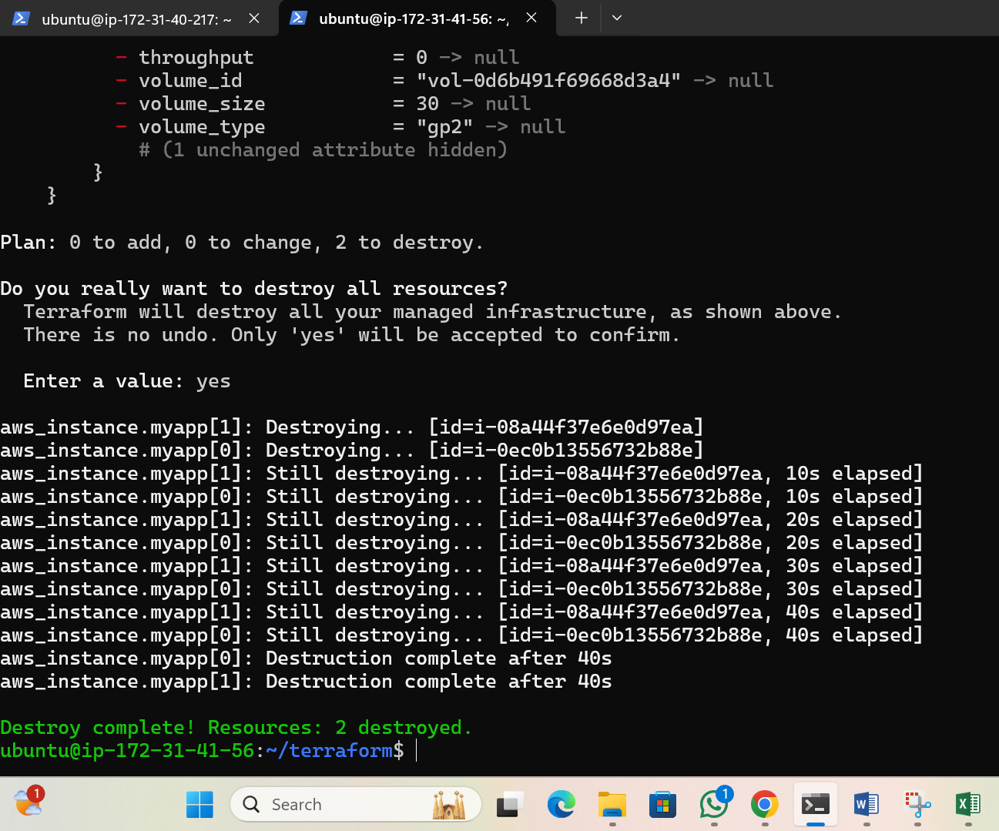 ubuntu@ip-172-31-40-217: ~
ubuntu@ip-172-31-41-56: ~/
- throughput = 0 -> null
- volume_id = "vol-0d6b491f69668d3a4" -> null
- volume_size = 30 -> null
- volume_type = "gp2" -> null
# (1 unchanged attribute hidden)
}
}
Plan: 0 to add, 0 to change, 2 to destroy.
Do you really want to destroy all resources?
Terraform will destroy all your managed infrastructure, as shown above.
There is no undo. Only 'yes' will be accepted to confirm.
Enter a value: yes
aws_instance.myapp[1]: Destroying... [id=i-08a44f37e6e0d97ea]
aws_instance.myapp[0]: Destroying... [id=i-0ec0b13556732b88e]
aws_instance.myapp[1]: Still destroying... [id=i-08a44f37e6e0d97ea, 10s elapsed]
aws_instance.myapp[0]: Still destroying... [id=i-0ec0b13556732b88e, 10s elapsed]
aws_instance.myapp[1]: Still destroying... [id=i-08a44f37e6e0d97ea, 20s elapsed]
aws_instance.myapp[0]: Still destroying... [id=i-0ec0b13556732b88e, 20s elapsed]
aws_instance.myapp[1]: Still destroying... [id=i-08a44f37e6e0d97ea, 30s elapsed]
aws_instance.myapp[0]: Still destroying... [id=i-0ec0b13556732b88e, 30s elapsed]
aws_instance.myapp[1]: Still destroying... [id=i-08a44f37e6e0d97ea, 40s elapsed]
aws_instance.myapp[0]: Still destroying... [id=i-0ec0b13556732b88e, 40s elapsed]
aws_instance.myapp[0]: Destruction complete after 40s
aws_instance.myapp[1]: Destruction complete after 40s
Destroy complete! Resources: 2 destroyed.
ubuntu@ip-172-31-41-56:~/terraform$
1
Search
1
W
X